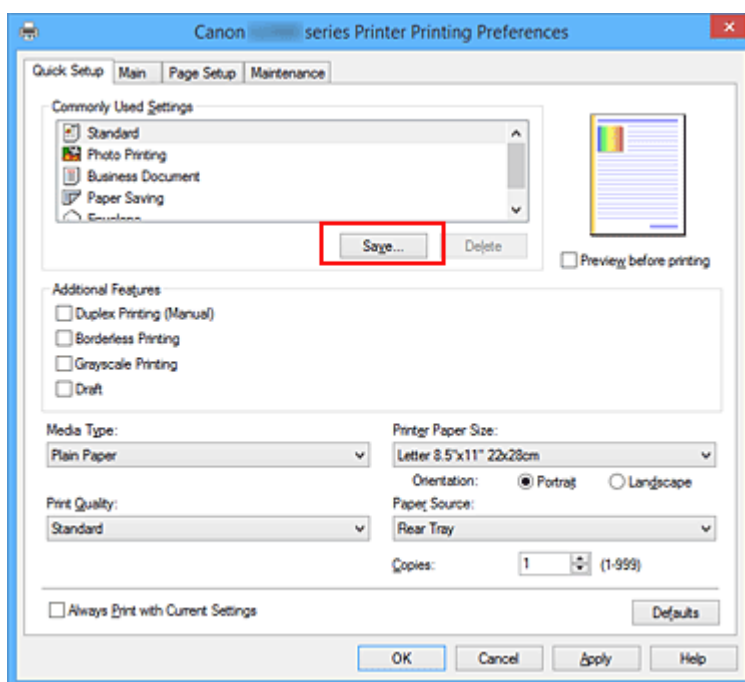 Canon series Printer Printing Preferences
Quick Setup Main Page Setup Maintenance
Commonly Used Settings
Standard
Photo Printing
Business Document
Paper Saving
Envelope
Save... Delete
Preview before printing
Additional Features
Duplex Printing (Manual)
Borderless Printing
Grayscale Printing
Draft
Media Type: Printer Paper Size:
Plain Paper Letter 8.5"x11" 22x28cm
Orientation: Portrait Landscape
Print Quality: Paper Source:
Standard Rear Tray
Copies: 1 (1-999)
Always Print with Current Settings Defaults
OK Cancel Apply Help